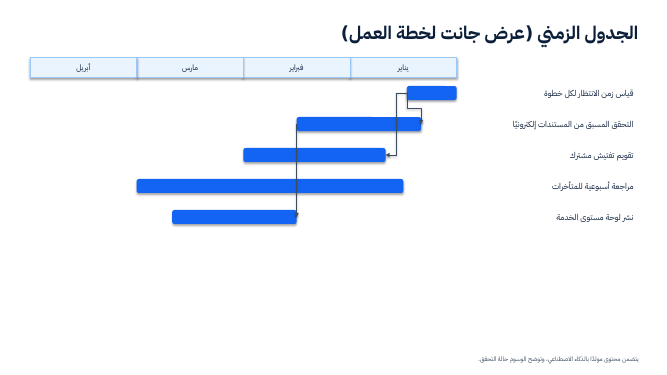 الجدول الزمني (عرض جانت لخطة العمل)
يناير فبراير مارس أبريل
قياس زمن الانتظار لكل خطوة
التحقق المسبق من المستندات إلكترونيًا
تقويم تفتيش مشترك
مراجعة أسبوعية للمتأخرات
نشر لوحة مستوى الخدمة
يتضمن محتوى مولدًا بالذكاء الاصطناعي، وتوضح الوسوم حالة التحقق.